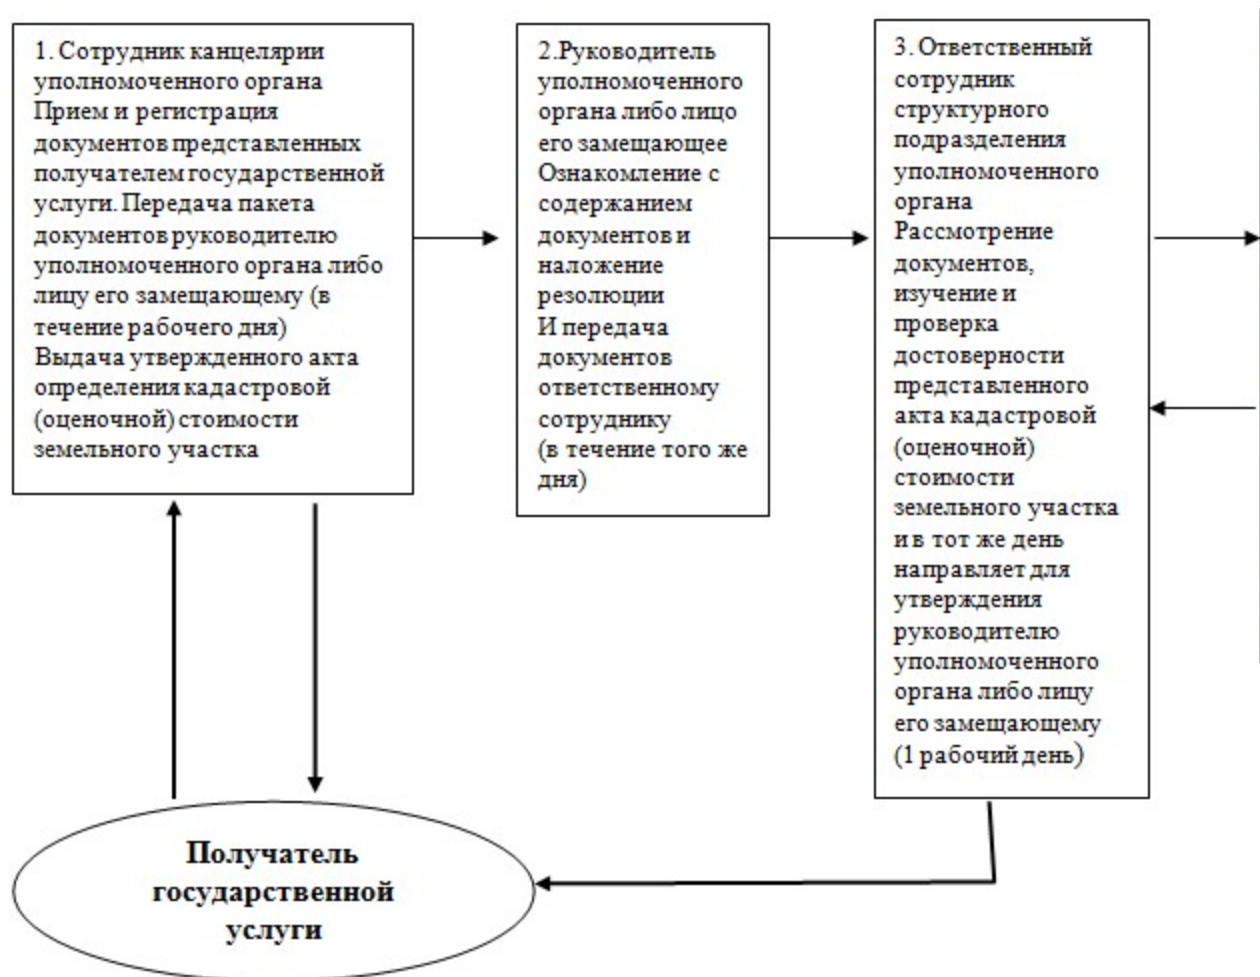 1. Сотрудник канцелярии
уполномоченного органа
Прием и регистрация
документов представленных
получателем государственной
услуги. Передача пакета
документов руководителю
уполномоченного органа либо
лицу его замещающему (в
течение рабочего дня)
Выдача утвержденного акта
определения кадастровой
(оценочной) стоимости
земельного участка
2.Руководитель
уполномоченного
органа либо лицо
его замещающее
Ознакомление с
содержанием
документов и
наложение
резолюции
И передача
документов
ответственному
сотруднику
(в течение того же
дня)
3. Ответственный
сотрудник
структурного
подразделения
уполномоченного
органа
Рассмотрение
документов,
изучение и
проверка
достоверности
представленного
акта кадастровой
(оценочной)
стоимости
земельного участка
и в тот же день
направляет для
утверждения
руководителю
уполномоченного
органа либо лицу
его замещающему
(1 рабочий день)
Получатель
государственной
услуги